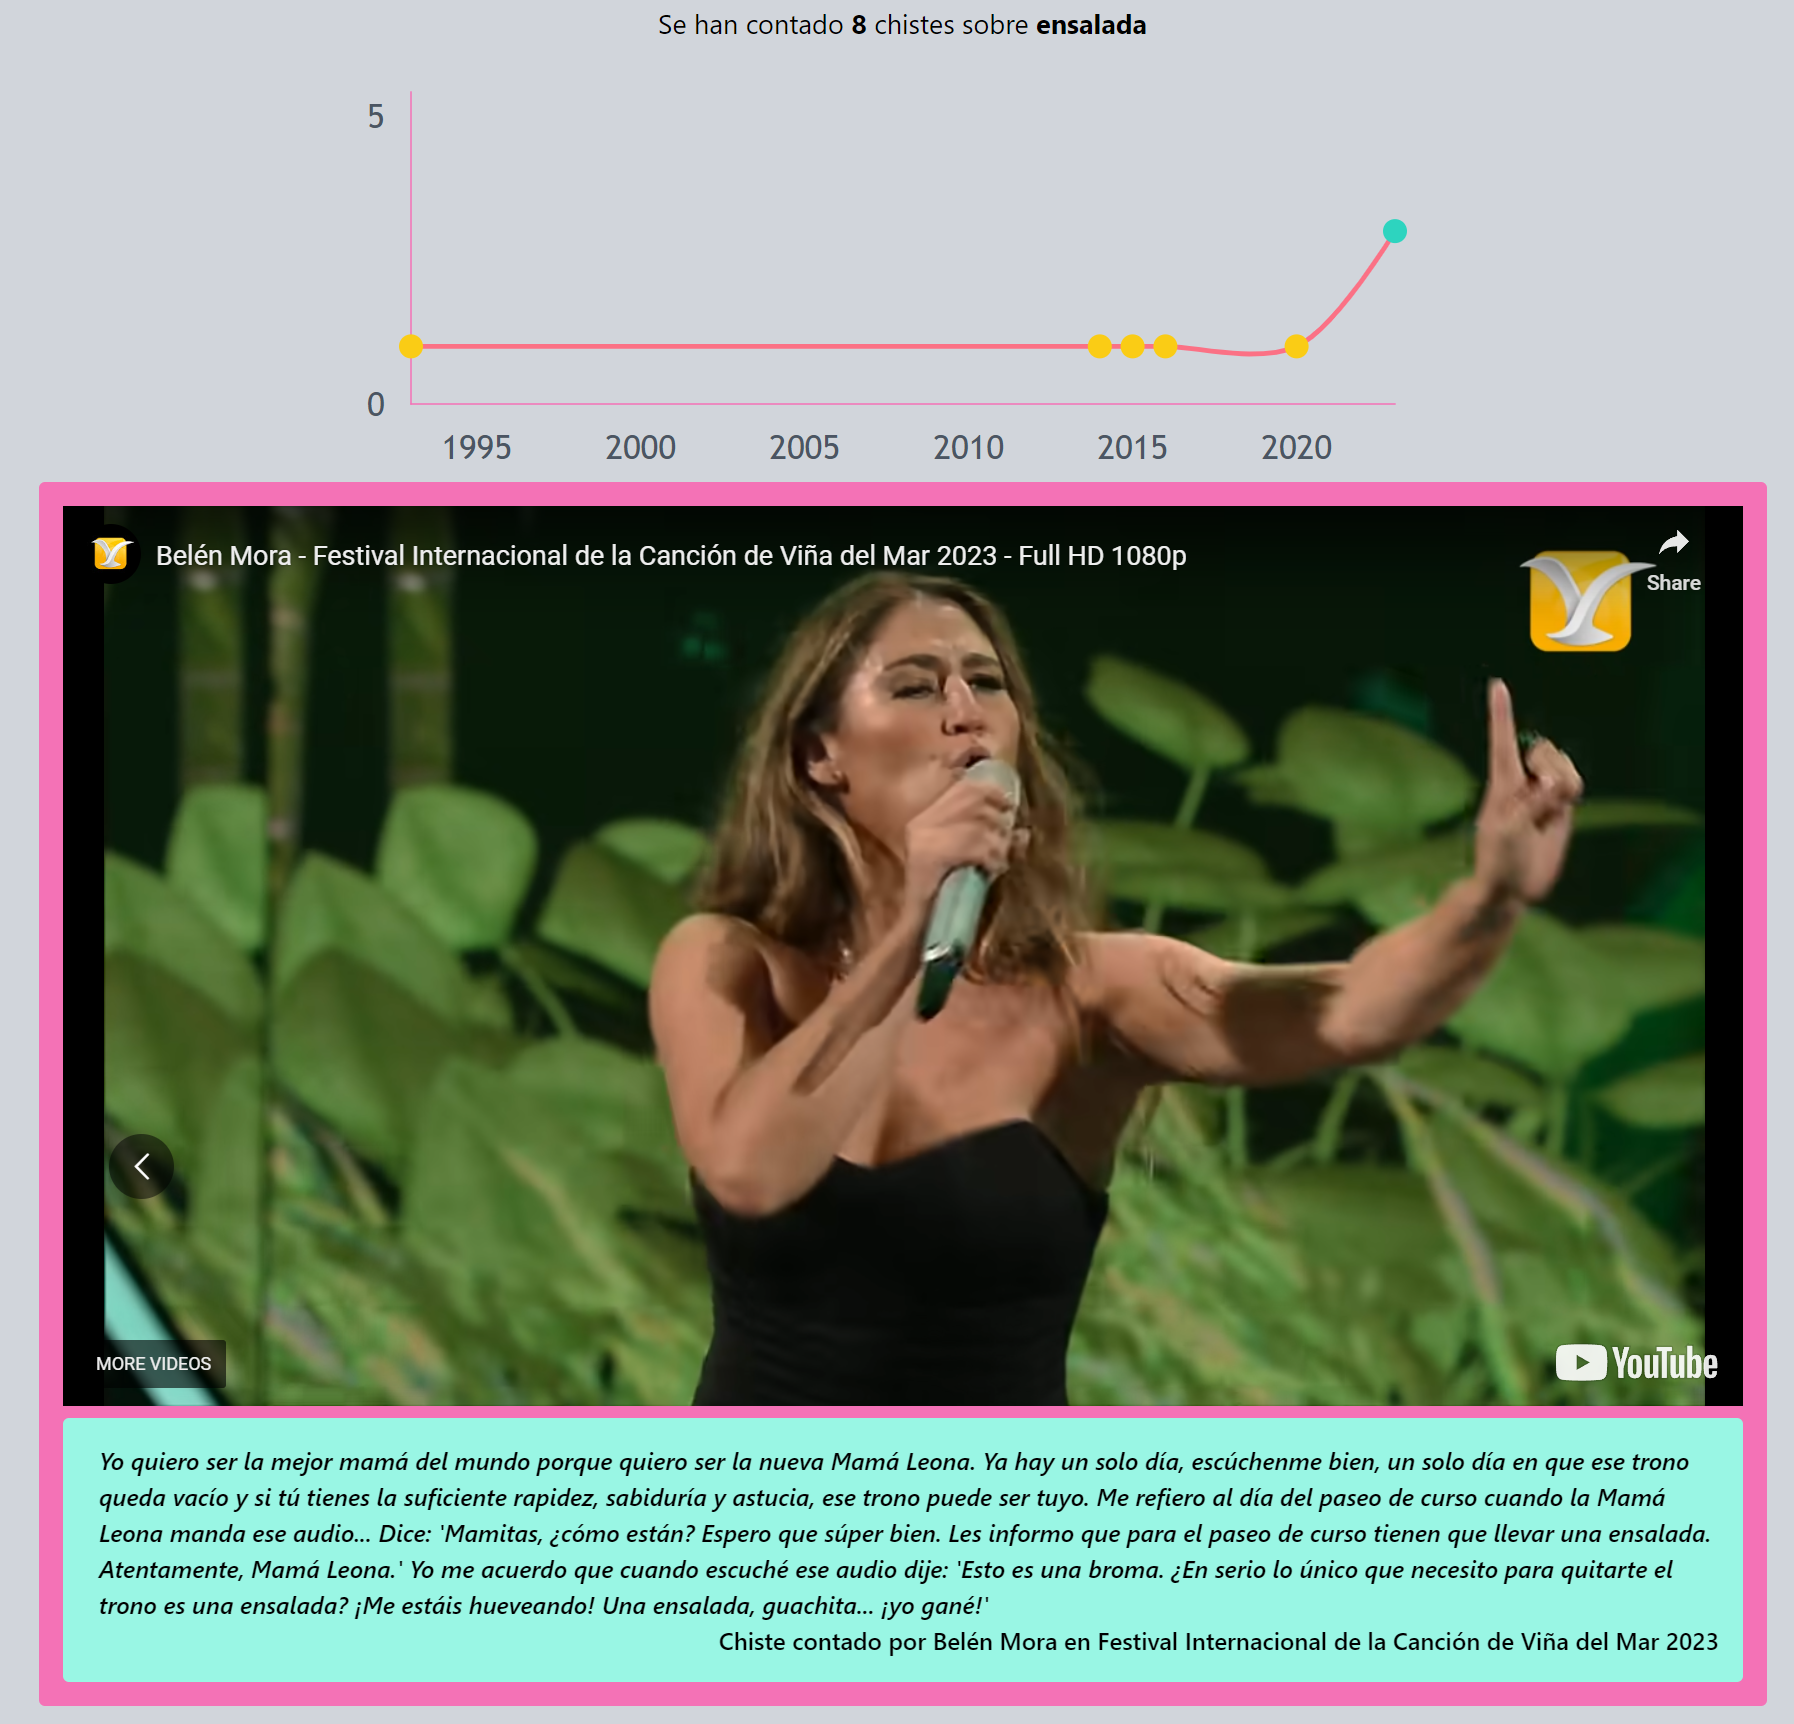 Se han contado 8 chistes sobre ensalada
5
0
1995 2000 2005 2010 2015 2020
Belén Mora - Festival Internacional de la Canción de Viña del Mar 2023 - Full HD 1080p
Share
MORE VIDEOS
YouTube
Yo quiero ser la mejor mamá del mundo porque quiero ser la nueva Mamá Leona. Ya hay un solo día, escúchenme bien, un solo día en que ese trono
queda vacío y si tú tienes la suficiente rapidez, sabiduría y astucia, ese trono puede ser tuyo. Me refiero al día del paseo de curso cuando la Mamá
Leona manda ese audio... Dice: 'Mamitas, ¿cómo están? Espero que súper bien. Les informo que para el paseo de curso tienen que llevar una ensalada.
Atentamente, Mamá Leona.' Yo me acuerdo que cuando escuché ese audio dije: 'Esto es una broma. ¿En serio lo único que necesito para quitarte el
trono es una ensalada? ¡Me estáis hueveando! Una ensalada, guachita... ¡yo gané!'
Chiste contado por Belén Mora en Festival Internacional de la Canción de Viña del Mar 2023